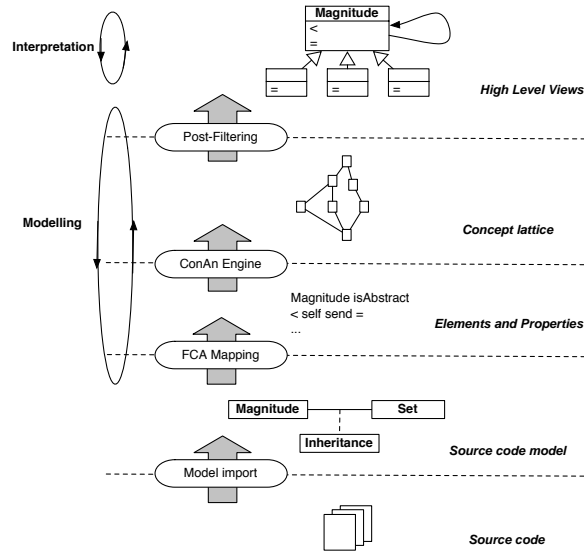 Magnitude
<
=
Interpretation
= = =
High Level Views
Post-Filtering
Modelling
Concept lattice
ConAn Engine
Magnitude isAbstract
< self send =
...
Elements and Properties
FCA Mapping
Magnitude Set
Inheritance
Source code model
Model import
Source code